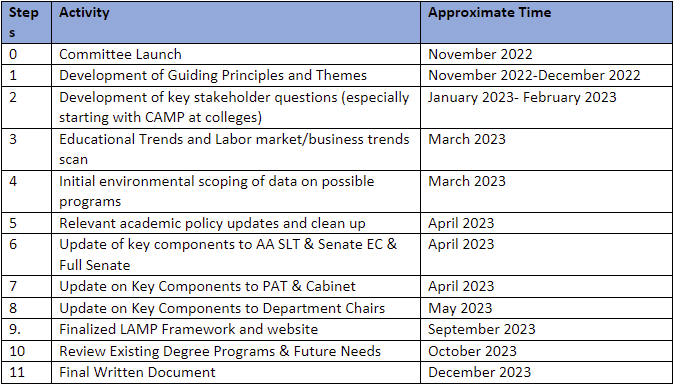 Step
s
Activity
Approximate Time
0
Committee Launch
November 2022
1
Development of Guiding Principles and Themes
November 2022-December 2022
2
Development of key stakeholder questions (especially
starting with CAMP at colleges)
January 2023- February 2023
3
Educational Trends and Labor market/business trends
scan
March 2023
4
Initial environmental scoping of data on possible
programs
March 2023
5
Relevant academic policy updates and clean up
April 2023
6
Update of key components to AA SLT & Senate EC &
Full Senate
April 2023
7
Update on Key Components to PAT & Cabinet
April 2023
8
Update on Key Components to Department Chairs
May 2023
9.
Finalized LAMP Framework and website
September 2023
10
Review Existing Degree Programs & Future Needs
October 2023
11
Final Written Document
December 2023